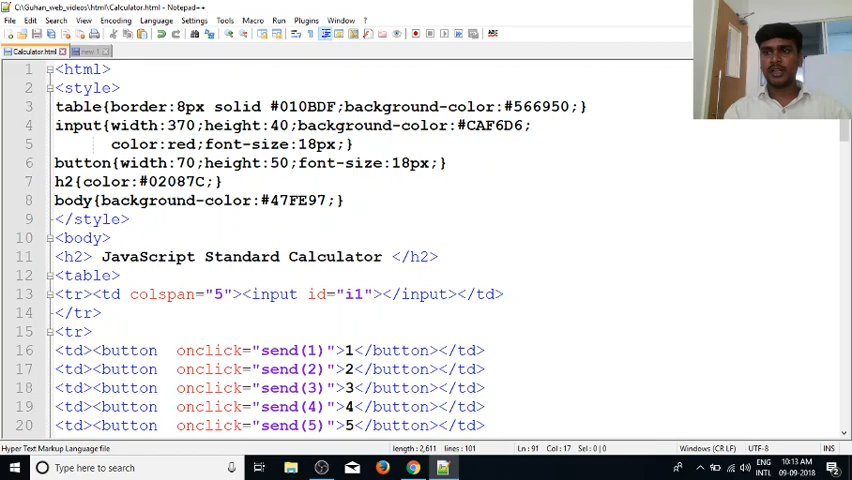 C:\Guhan_web_videos\html\Calculator.html - Notepad++
File Edit Search View Encoding Language Settings Tools Macro Run Plugins Window ?
Calculator.html new 1
1 <html>
2 <style>
3 table{border:8px solid #010BDF;background-color:#566950;}
4 input{width:370;height:40;background-color:#CAF6D6;
5 color:red;font-size:18px;}
6 button{width:70;height:50;font-size:18px;}
7 h2{color:#02087C;}
8 body{background-color:#47FE97;}
9 </style>
10 <body>
11 <h2> JavaScript Standard Calculator </h2>
12 <table>
13 <tr><td colspan="5"><input id="i1"></input></td>
14 </tr>
15 <tr>
16 <td><button onclick="send(1)">1</button></td>
17 <td><button onclick="send(2)">2</button></td>
18 <td><button onclick="send(3)">3</button></td>
19 <td><button onclick="send(4)">4</button></td>
20 <td><button onclick="send(5)">5</button></td>
Hyper Text Markup Language file length : 2,611 lines : 101 Ln : 91 Col : 17 Sel : 0 | 0 Windows (CR LF) UTF-8 INS
Type here to search
ENG
INTL
10:13 AM
09-09-2018
2